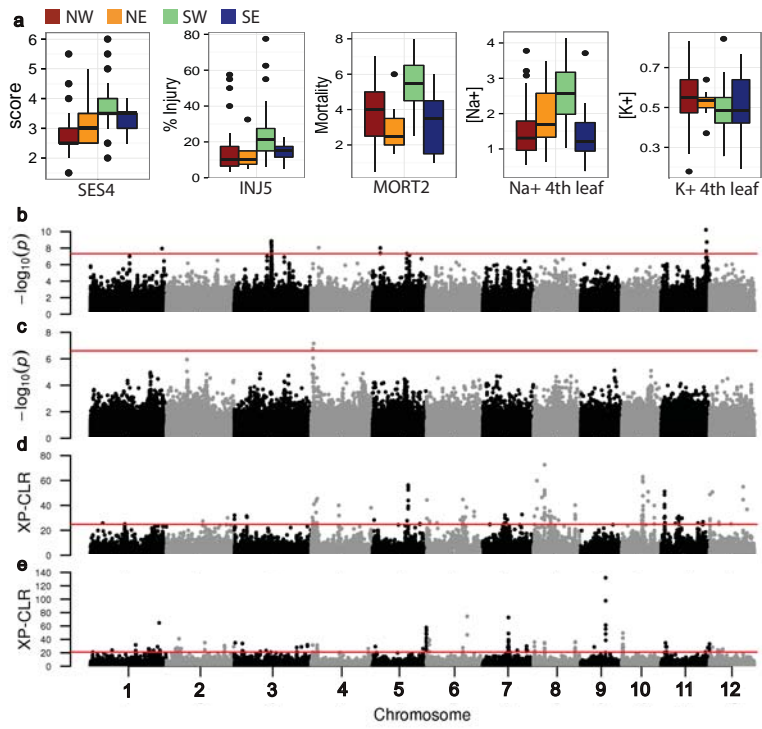 a
NW NE SW SE
score
6
5
4
3
2
SES4
% Injury
80
60
40
20
0
INJ5
Mortality
8
6
4
2
MORT2
[Na+]
4
3
2
1
Na+ 4th leaf
[K+]
0.7
0.5
0.3
K+ 4th leaf
b
−log10(p)
10
8
6
4
2
0
c
−log10(p)
8
6
4
2
0
d
XP-CLR
80
60
40
20
0
e
XP-CLR
140
120
100
80
60
40
20
0
1 2 3 4 5 6 7 8 9 10 11 12
Chromosome